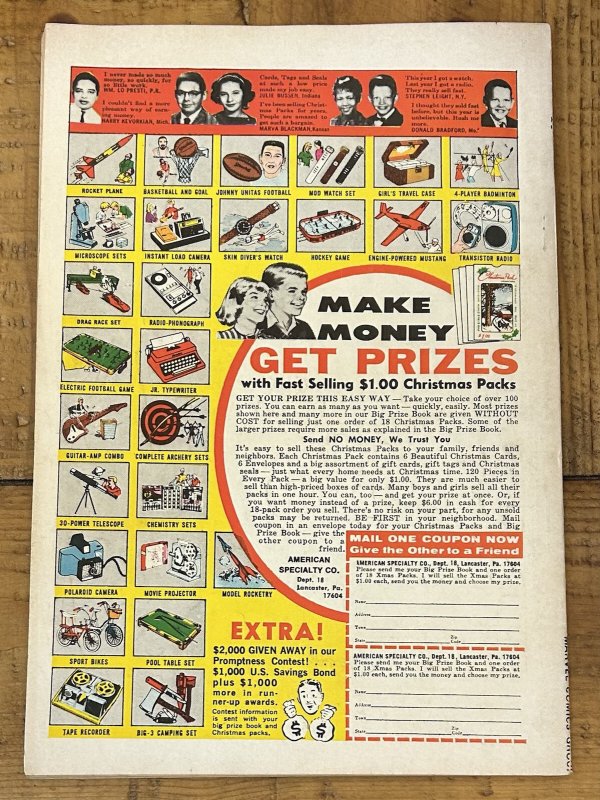 I never made so much
money, so quickly, for
so little work.
WM. LO PRESTI, P.R.
I couldn't find a more
pleasant way of earn-
ing money.
HARRY KEVORKIAN, Mich.
Cards, Tags and Seals
at such a low price
made my job easy.
JULIE BUSSER, Indiana
I've been selling Christ-
mas Packs for years.
People are amazed to
get such a bargain.
MARVA BLACKMAN, Kansas
This year I got a watch.
Last year I got a radio.
They really sell fast.
STEPHEN LEIGHT, N.Y.
I thought they sold fast
before, but this year is
unbelievable. Rush me
more.
DONALD BRADFORD, Mo.
ROCKET PLANE
BASKETBALL AND GOAL
JOHNNY UNITAS FOOTBALL
MOD WATCH SET
GIRL'S TRAVEL CASE
4-PLAYER BADMINTON
MICROSCOPE SETS
INSTANT LOAD CAMERA
SKIN DIVER'S WATCH
HOCKEY GAME
ENGINE-POWERED MUSTANG
TRANSISTOR RADIO
DRAG RACE SET
RADIO-PHONOGRAPH
ELECTRIC FOOTBALL GAME
JR. TYPEWRITER
GUITAR-AMP COMBO
COMPLETE ARCHERY SETS
30-POWER TELESCOPE
CHEMISTRY SETS
POLAROID CAMERA
MOVIE PROJECTOR
MODEL ROCKETRY
SPORT BIKES
POOL TABLE SET
TAPE RECORDER
BIG-3 CAMPING SET
MAKE
MONEY
GET PRIZES
with Fast Selling $1.00 Christmas Packs
GET YOUR PRIZE THIS EASY WAY — Take your choice of over 100
prizes. You can earn as many as you want — quickly, easily. Most prizes
shown here and many more in our Big Prize Book are given WITHOUT
COST for selling just one order of 18 Christmas Packs. Some of the
larger prizes require more sales as explained in the Big Prize Book.
Send NO MONEY, We Trust You
It's easy to sell these Christmas Packs to your family, friends and
neighbors. Each Christmas Pack contains 6 Beautiful Christmas Cards,
6 Envelopes and a big assortment of gift cards, gift tags and Christmas
seals — just what every home needs at Christmas time. 120 Pieces in
Every Pack — a big value for only $1.00. They are much easier to
sell than high-priced boxes of cards. Many boys and girls sell all their
packs in one hour. You can, too — and get your prize at once. Or, if
you want money instead of a prize, keep $6.00 in cash for every
18-pack order you sell. There's no risk on your part, for any unsold
packs may be returned. BE FIRST in your neighborhood. Mail
coupon in an envelope today for your Christmas Packs and Big
Prize Book — give the
other coupon to a
friend.
AMERICAN
SPECIALTY CO.
Dept. 18
Lancaster, Pa.
17604
MAIL ONE COUPON NOW
Give the Other to a Friend
AMERICAN SPECIALTY CO., Dept. 18, Lancaster, Pa. 17604
Please send me your Big Prize Book and one order
of 18 Xmas Packs. I will sell the Xmas Packs at
$1.00 each, send you the money and choose my prize.
Name
Address
Town
Zip
State Code
AMERICAN SPECIALTY CO., Dept. 18, Lancaster, Pa. 17604
Please send me your Big Prize Book and one order
of 18 Xmas Packs. I will sell the Xmas Packs at
$1.00 each, send you the money and choose my prize.
Name
Address
Town
Zip
State Code
EXTRA!
$2,000 GIVEN AWAY in our
Promptness Contest! . . .
$1,000 U.S. Savings Bond
plus $1,000
more in run-
ner-up awards.
Contest information
is sent with your
big prize book and
Christmas packs.
$ $